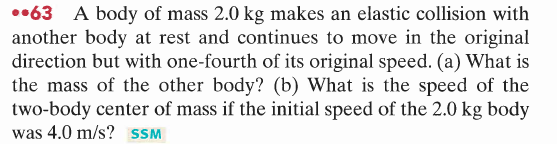 ••63 A body of mass 2.0 kg makes an elastic collision with
another body at rest and continues to move in the original
direction but with one-fourth of its original speed. (a) What is
the mass of the other body? (b) What is the speed of the
two-body center of mass if the initial speed of the 2.0 kg body
was 4.0 m/s? SSM